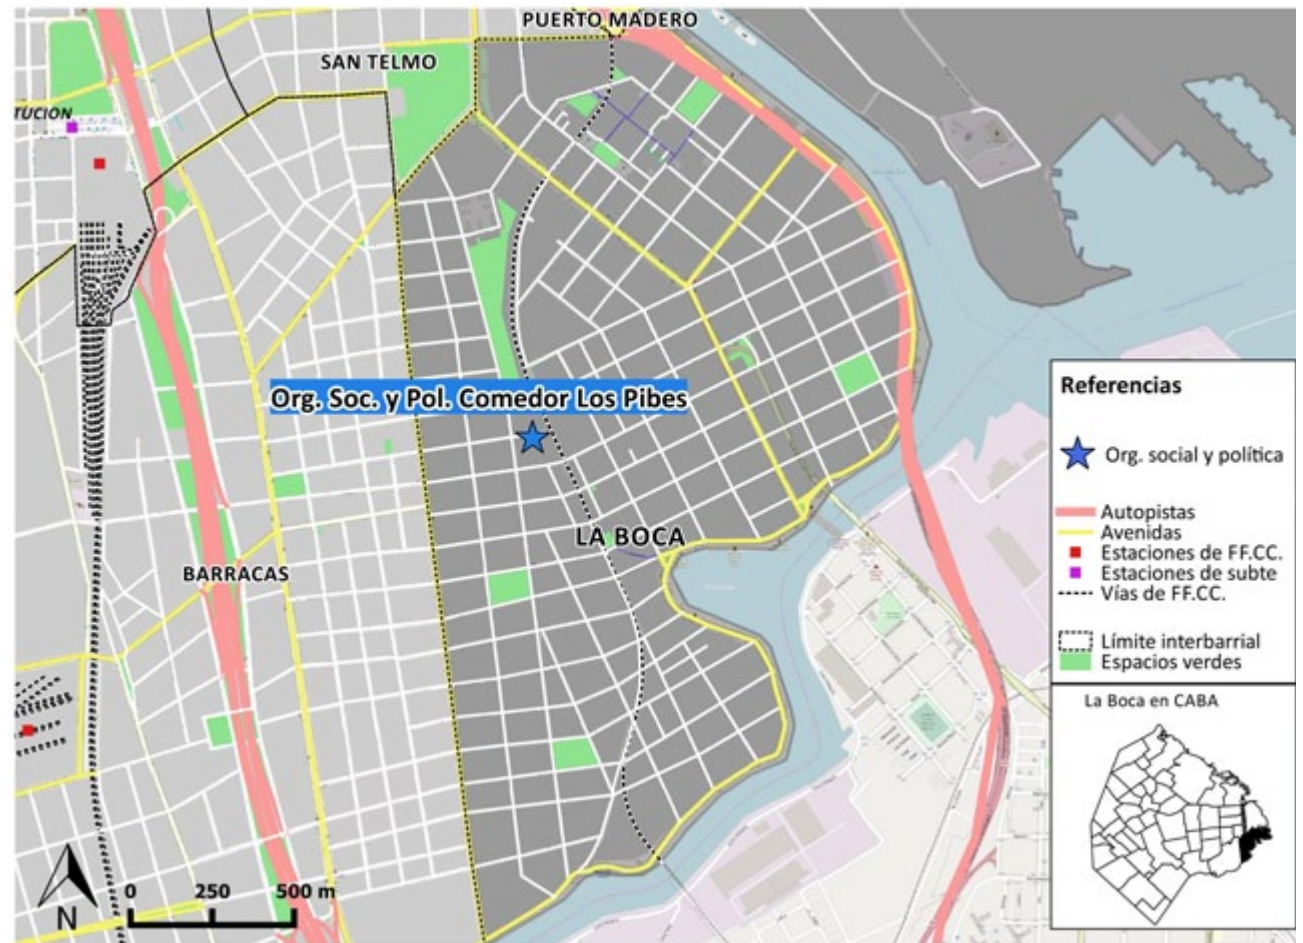 PUERTO MADERO
SAN TELMO
TUCION
Org. Soc. y Pol. Comedor Los Pibes
LA BOCA
BARRACAS
0 250 500 m
N
Referencias
Org. social y política
Autopistas
Avenidas
Estaciones de FF.CC.
Estaciones de subte
Vías de FF.CC.
Límite interbarrial
Espacios verdes
La Boca en CABA